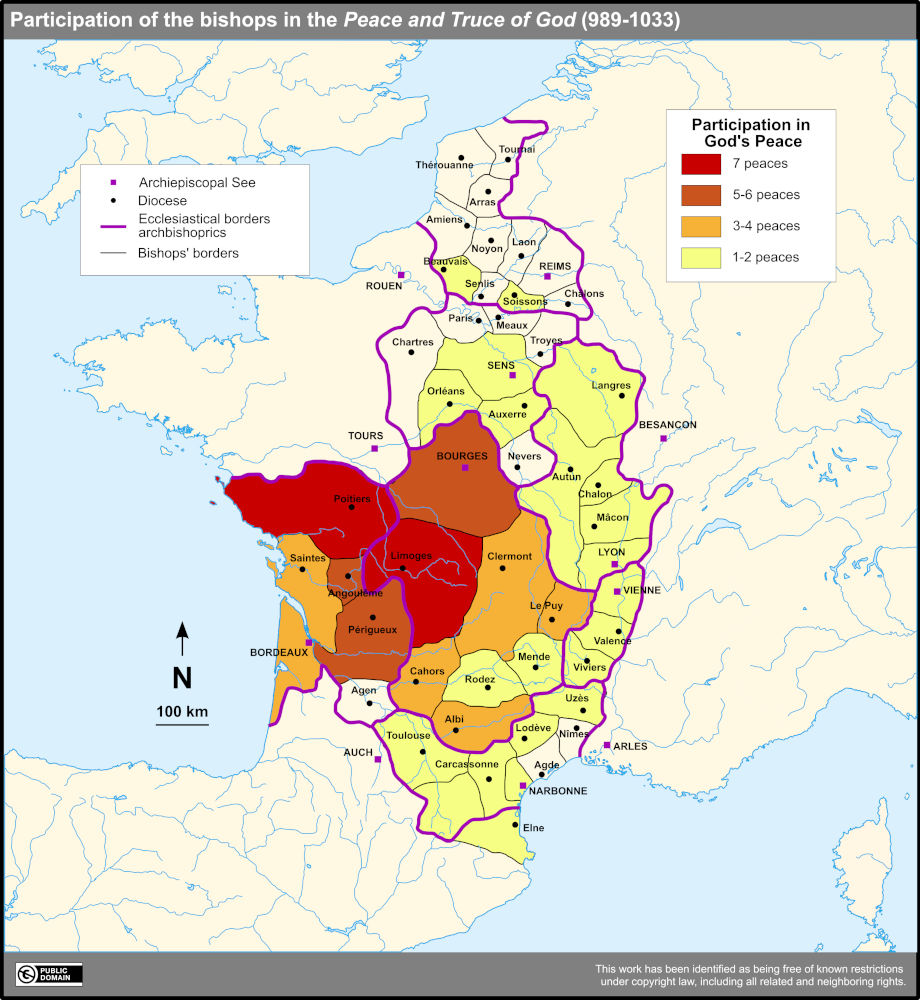 Participation of the bishops in the Peace and Truce of God (989-1033)
Participation in
God's Peace
7 peaces
5-6 peaces
3-4 peaces
1-2 peaces
Archiepiscopal See
Diocese
Ecclesiastical borders
archbishoprics
Bishops' borders
Tournai
Thérouanne
Arras
Amiens
Noyon
Laon
Beauvais
REIMS
ROUEN
Senlis
Soissons
Chalons
Paris
Meaux
Chartres
Troyes
SENS
Langres
Orléans
Auxerre
BESANCON
TOURS
BOURGES
Nevers
Autun
Chalon
Poitiers
Mâcon
Saintes
Limoges
Clermont
LYON
Angoulême
VIENNE
Le Puy
Périgueux
Valence
BORDEAUX
Mende
Viviers
Cahors
Rodez
Agen
Uzès
Albi
Lodève
Nîmes
Toulouse
AUCH
ARLES
Carcassonne
Agde
NARBONNE
Elne
N
100 km
PUBLIC
DOMAIN
This work has been identified as being free of known restrictions
under copyright law, including all related and neighboring rights.